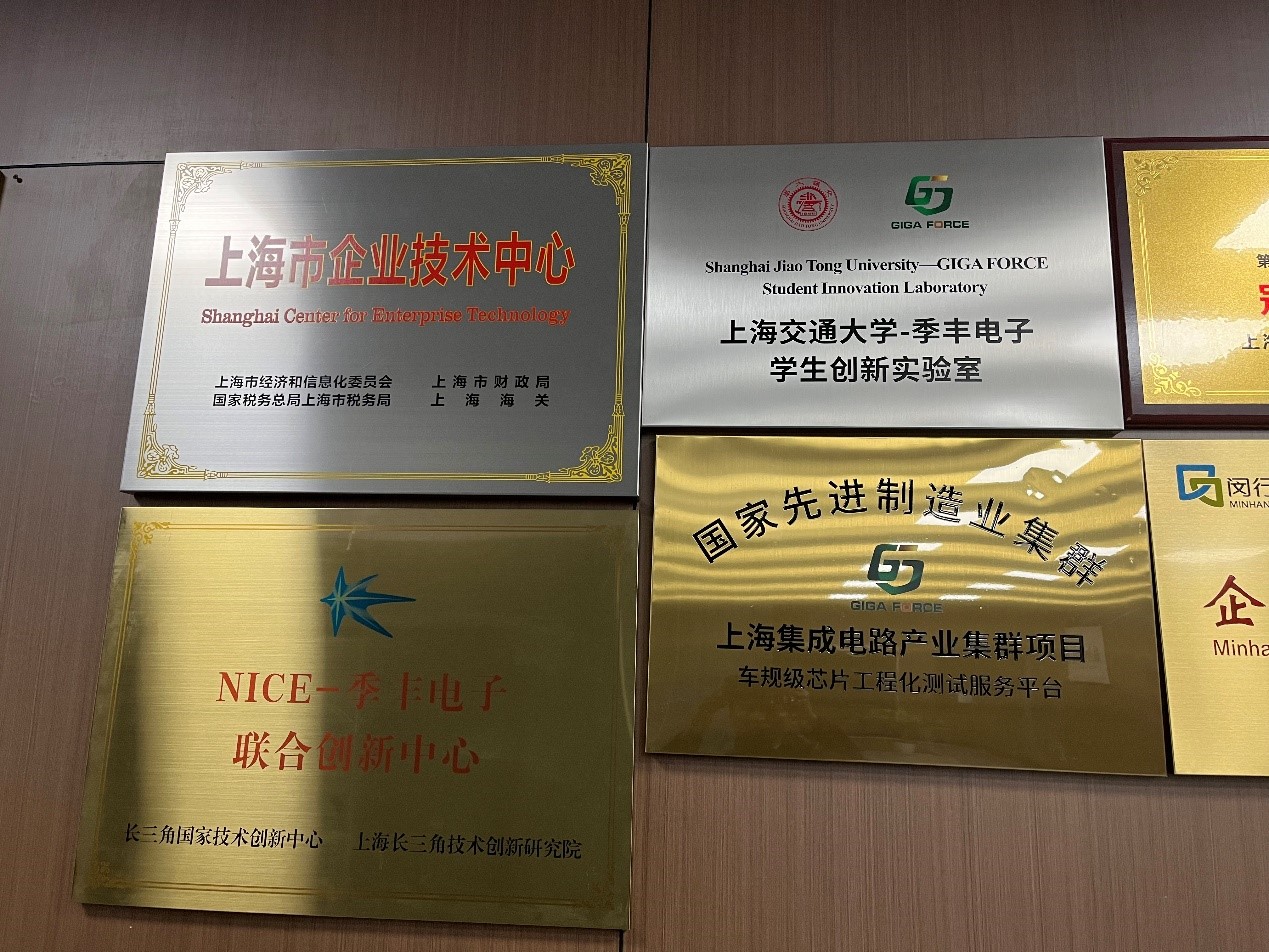 上海市企业技术中心
Shanghai Center for Enterprise Technology
上海市经济和信息化委员会 上海市财政局
国家税务总局上海市税务局 上海海关
GIGA FORCE
Shanghai Jiao Tong University—GIGA FORCE
Student Innovation Laboratory
上海交通大学-季丰电子
学生创新实验室
第
上海
NICE-季丰电子
联合创新中心
长三角国家技术创新中心 上海长三角技术创新研究院
国家先进制造业集群
GIGA FORCE
上海集成电路产业集群项目
车规级芯片工程化测试服务平台
闵行
MINHAN
企
Minha